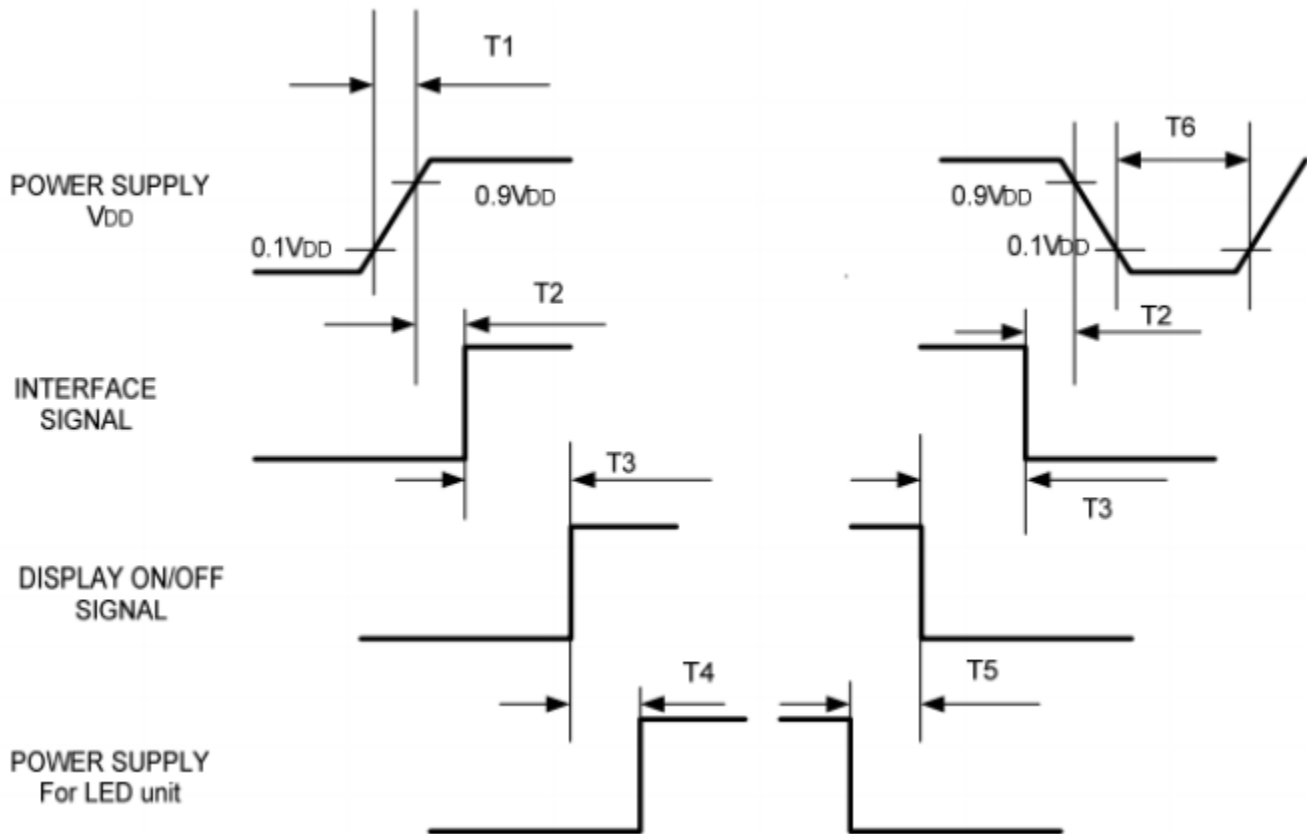 T1
T6
POWER SUPPLY
VDD
0.9VDD
0.9VDD
0.1VDD
0.1VDD
T2
T2
INTERFACE
SIGNAL
T3
T3
DISPLAY ON/OFF
SIGNAL
T4
T5
POWER SUPPLY
For LED unit